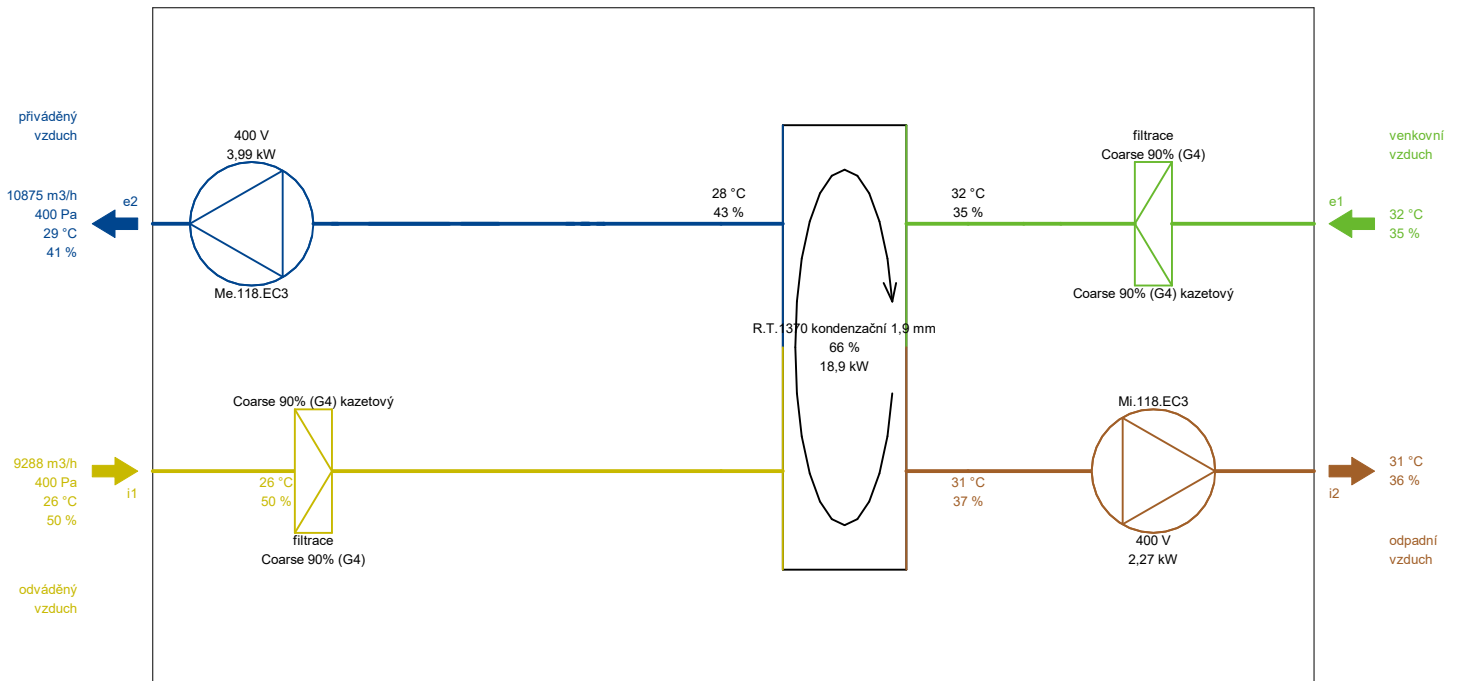 přiváděný
vzduch
10875 m3/h
400 Pa
29 °C
41 %
e2
400 V
3,99 kW
Me.118.EC3
28 °C
43 %
32 °C
35 %
filtrace
Coarse 90% (G4)
Coarse 90% (G4) kazetový
venkovní
vzduch
e1
32 °C
35 %
R.T.1370 kondenzační 1,9 mm
66 %
18,9 kW
9288 m3/h
400 Pa
26 °C
50 %
i1
odváděný
vzduch
Coarse 90% (G4) kazetový
26 °C
50 %
filtrace
Coarse 90% (G4)
31 °C
37 %
Mi.118.EC3
400 V
2,27 kW
i2
31 °C
36 %
odpadní
vzduch